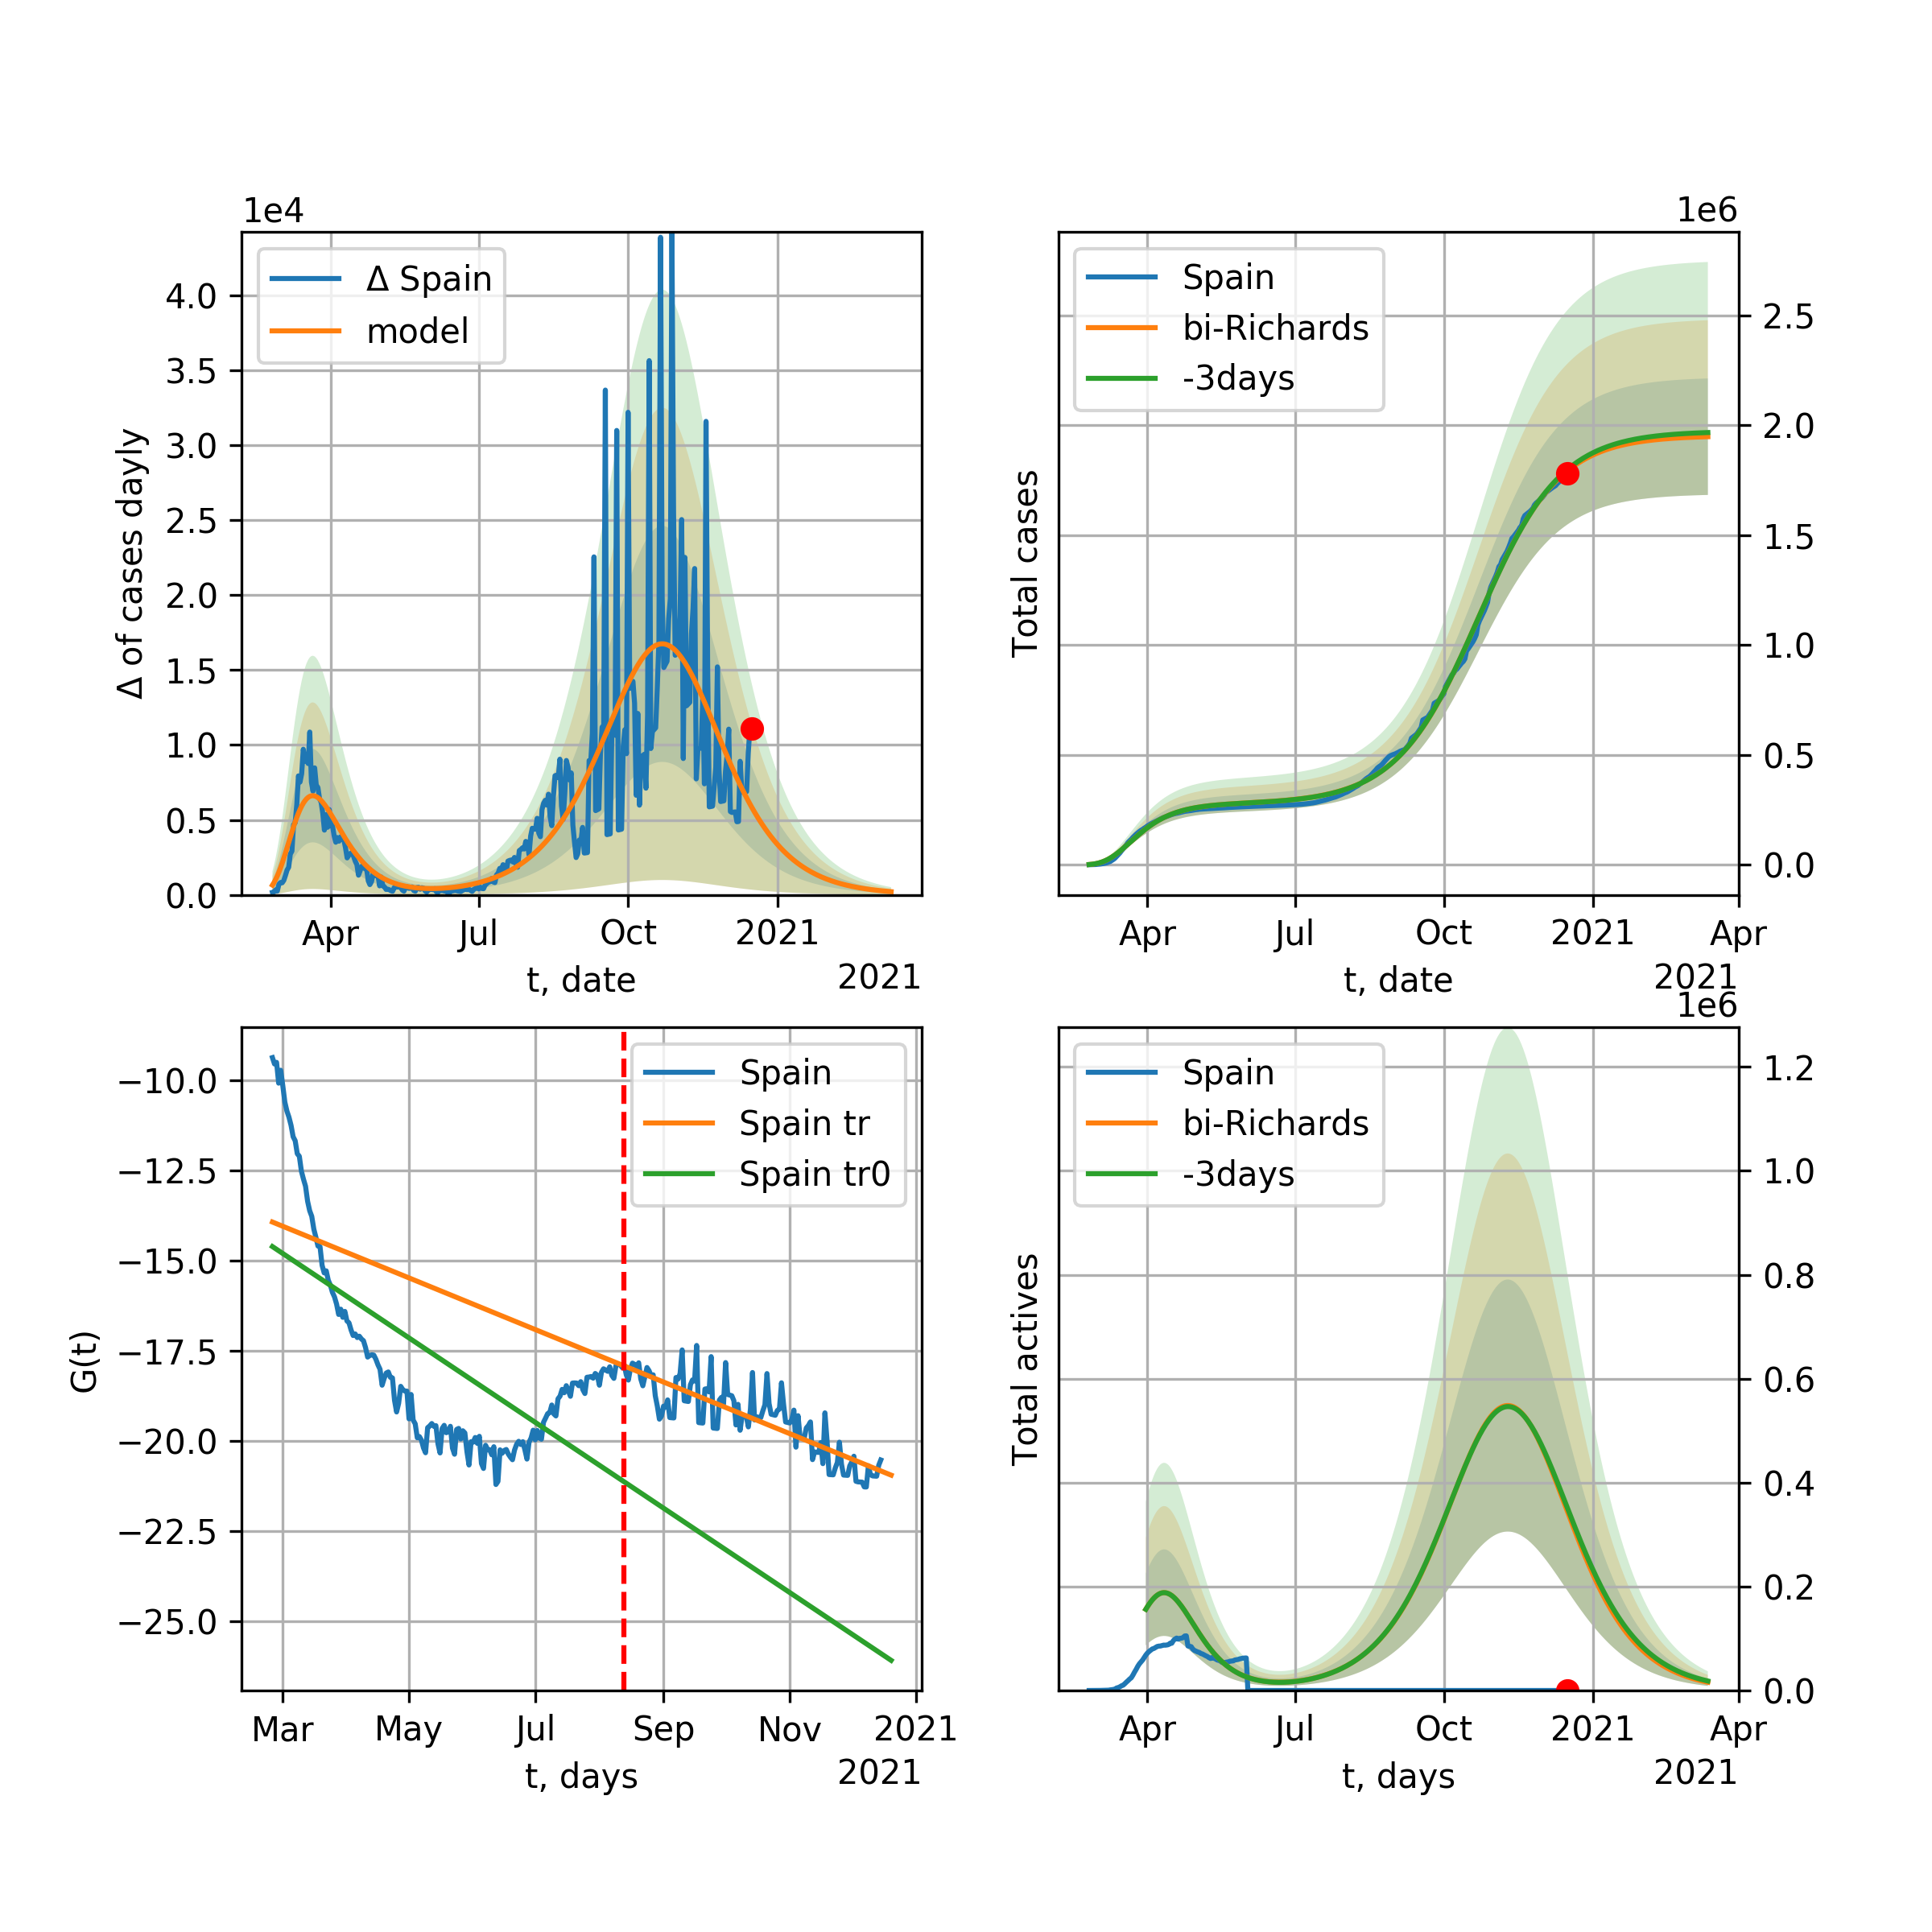 1e4
Δ Spain
model
4.0
3.5
3.0
2.5
2.0
1.5
1.0
0.5
0.0
Δ of cases dayly
Apr Jul Oct 2021
t, date
2021
1e6
Spain
bi-Richards
-3days
2.5
2.0
1.5
1.0
0.5
0.0
Total cases
Apr Jul Oct 2021 Apr
t, date
2021
Spain
Spain tr
Spain tr0
−10.0
−12.5
−15.0
−17.5
−20.0
−22.5
−25.0
G(t)
Mar May Jul Sep Nov 2021
t, days
2021
1e6
Spain
bi-Richards
-3days
1.2
1.0
0.8
0.6
0.4
0.2
0.0
Total actives
Apr Jul Oct 2021 Apr
t, days
2021